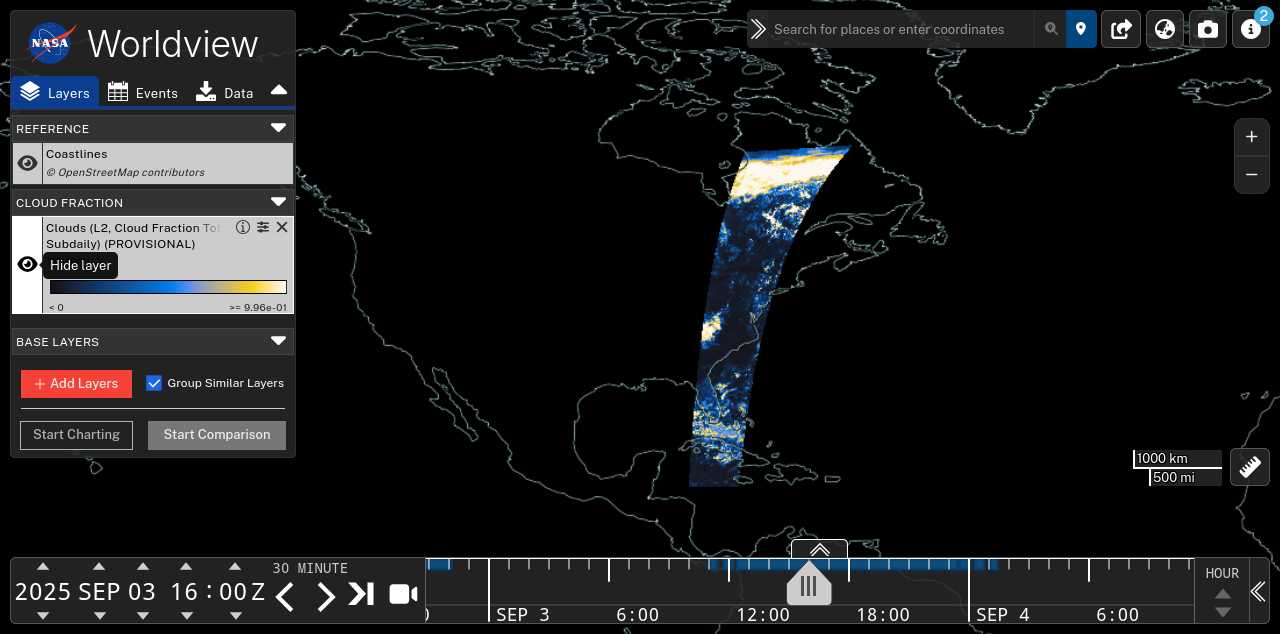 NASA
Worldview
Layers
Events
Data
REFERENCE
Coastlines
© OpenStreetMap contributors
CLOUD FRACTION
Clouds (L2, Cloud Fraction
Subdaily) (PROVISIONAL)
Hide layer
< 0
>= 9.96e-01
BASE LAYERS
+ Add Layers
Group Similar Layers
Start Charting
Start Comparison
Search for places or enter coordinates
2
+
−
1000 km
500 mi
2025 SEP 03 16:00 Z
30 MINUTE
SEP 3
6:00
12:00
18:00
SEP 4
6:00
HOUR